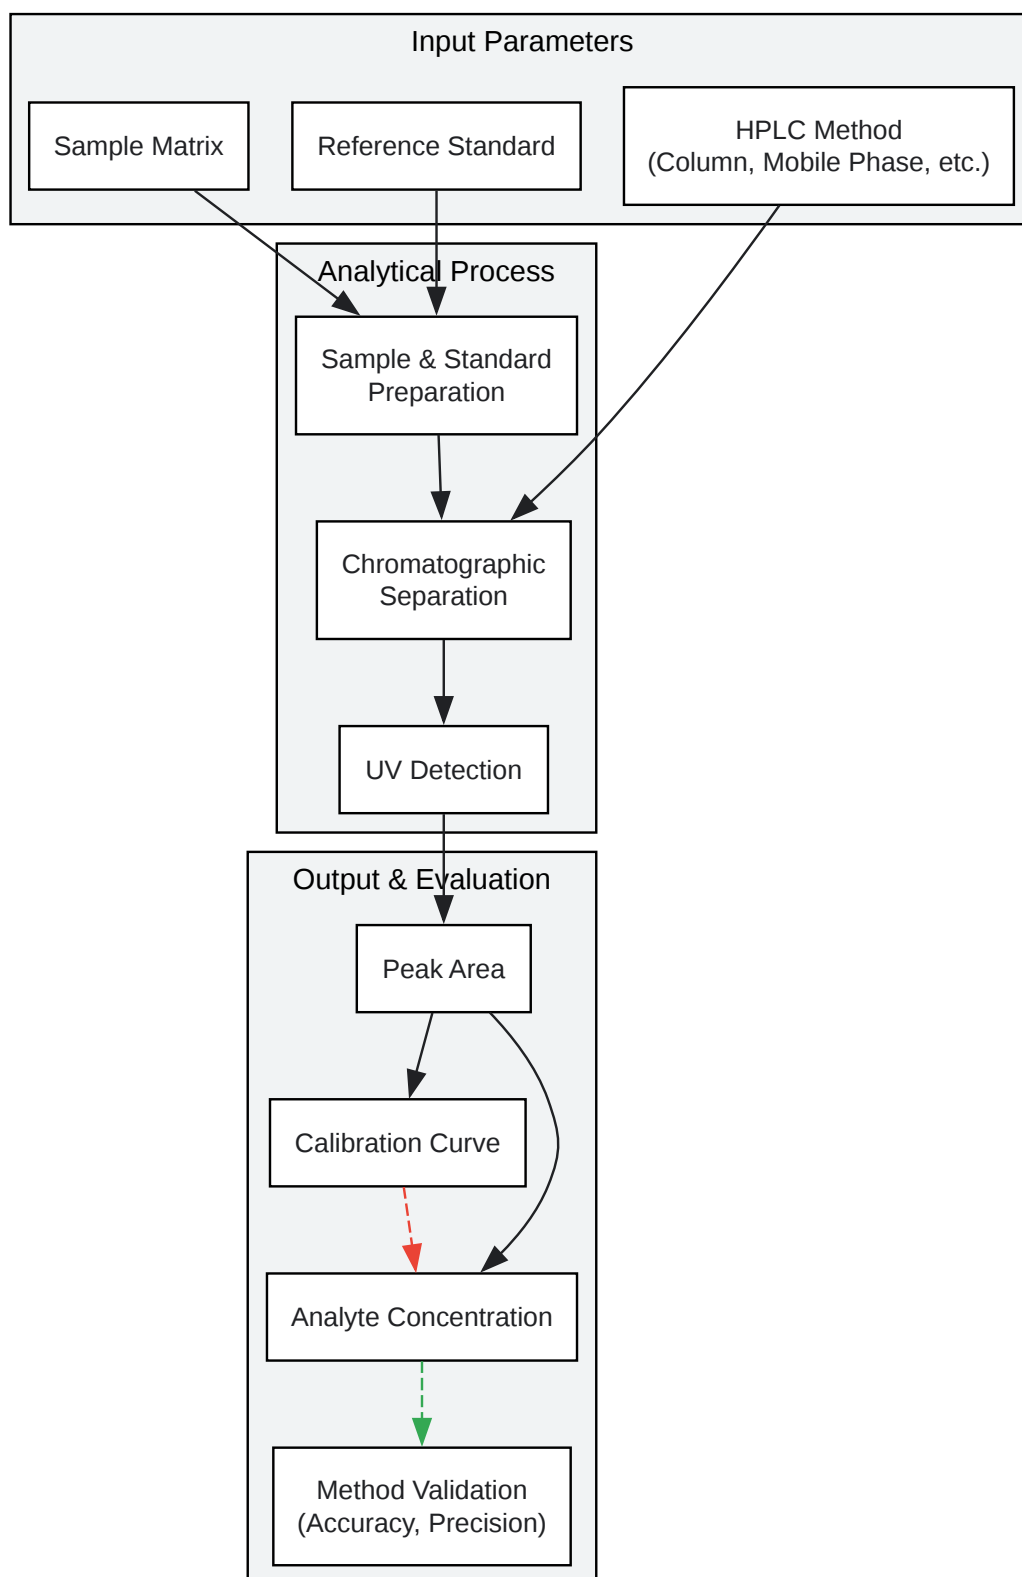 Input Parameters
Sample Matrix
Reference Standard
HPLC Method
(Column, Mobile Phase, etc.)
Analytical Process
Sample & Standard
Preparation
Chromatographic
Separation
UV Detection
Output & Evaluation
Peak Area
Calibration Curve
Analyte Concentration
Method Validation
(Accuracy, Precision)